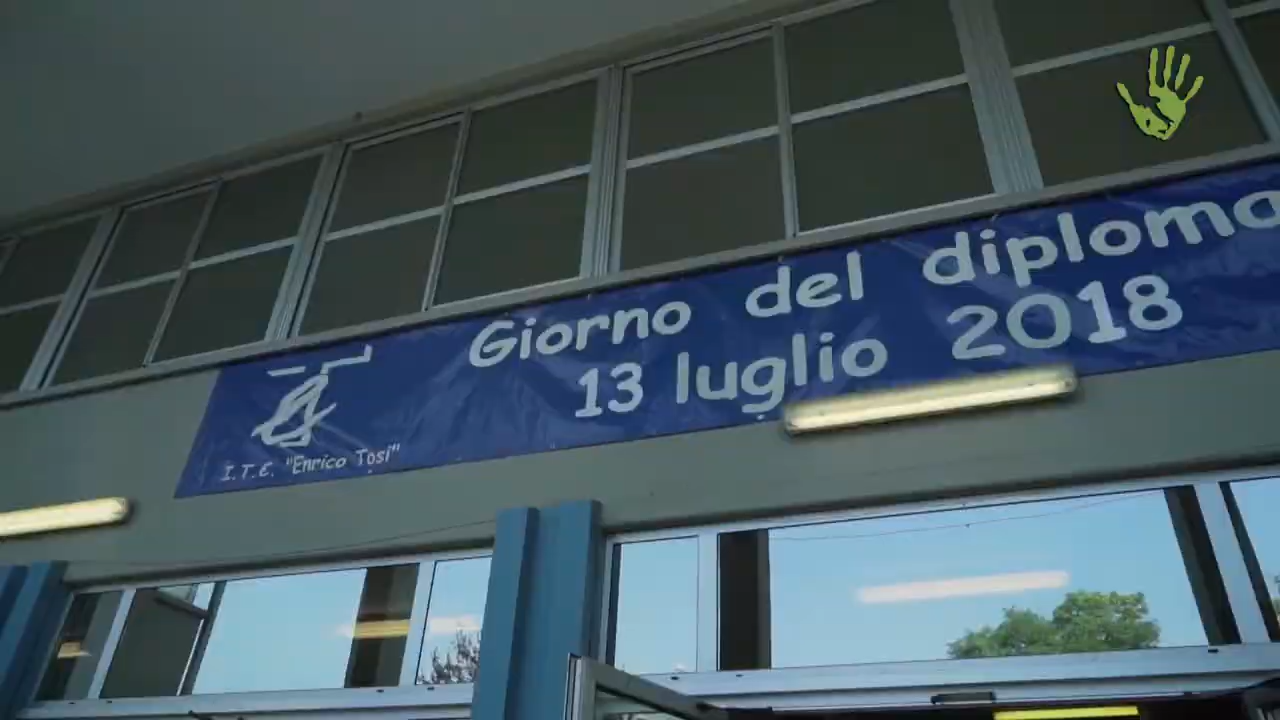 Giorno del diploma
13 luglio 2018
I.T.E. "Enrico Tosi"